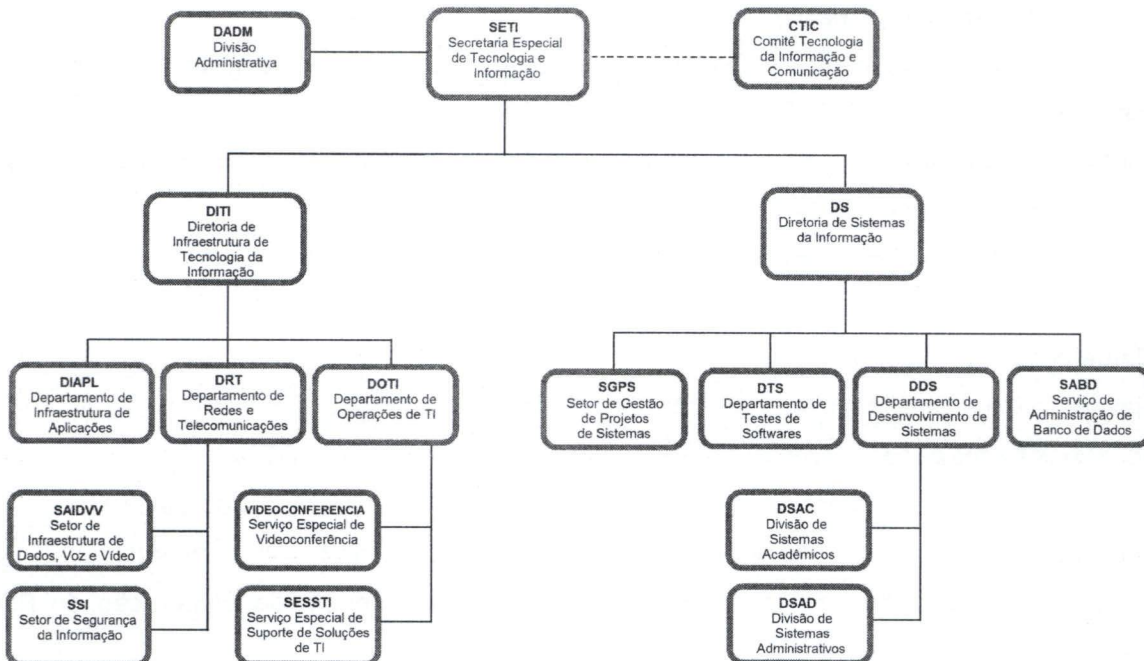 DADM
Divisão
Administrativa
SETI
Secretaria Especial
de Tecnologia e
Informação
CTIC
Comitê Tecnologia
da Informação e
Comunicação
DITI
Diretoria de
Infraestrutura de
Tecnologia da
Informação
DS
Diretoria de Sistemas
da Informação
DIAPL
Departamento de
Infraestrutura de
Aplicações
DRT
Departamento de
Redes e
Telecomunicações
DOTI
Departamento de
Operações de TI
SGPS
Setor de Gestão
de Projetos
de Sistemas
DTS
Departamento de
Testes de
Softwares
DDS
Departamento de
Desenvolvimento de
Sistemas
SABD
Serviço de
Administração de
Banco de Dados
SAIDVV
Setor de
Infraestrutura de
Dados, Voz e Vídeo
VIDEOCONFERENCIA
Serviço Especial de
Videoconferência
DSAC
Divisão de
Sistemas
Acadêmicos
SSI
Setor de Segurança
da Informação
SESSTI
Serviço Especial de
Suporte de Soluções
de TI
DSAD
Divisão de
Sistemas
Administrativos